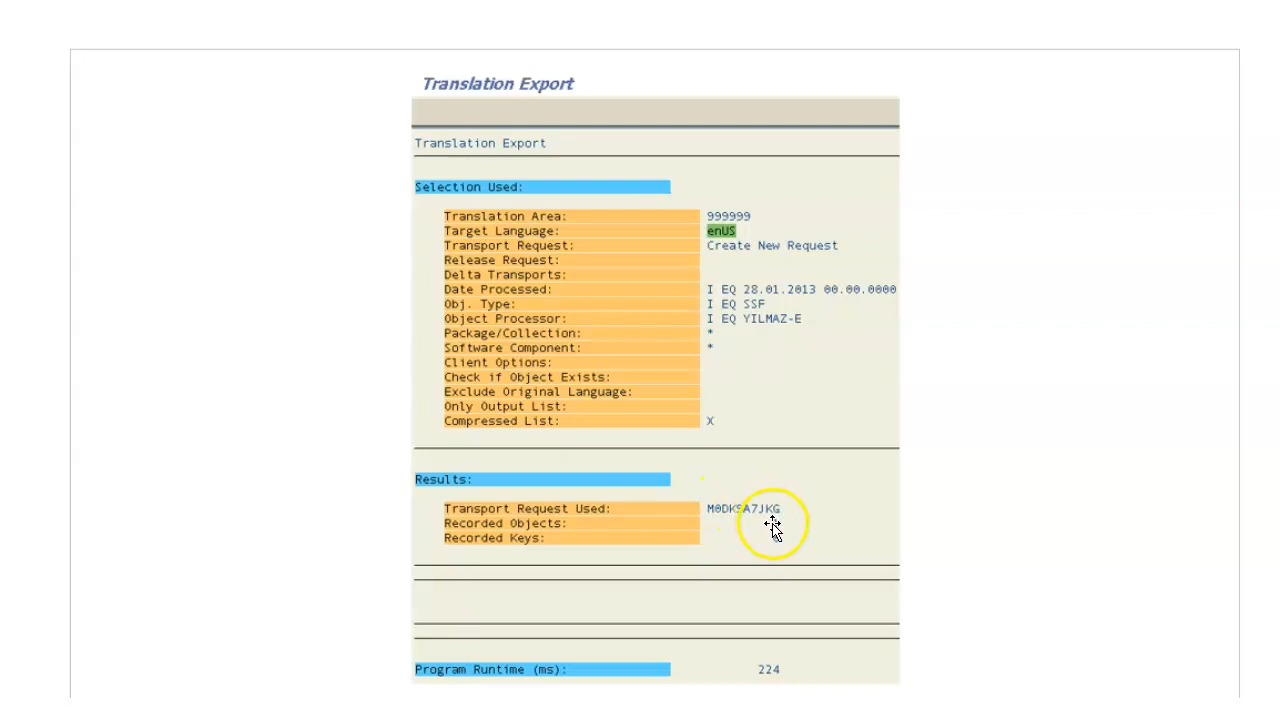 Translation Export
Translation Export
Selection Used:
Translation Area: 999999
Target Language: enUS
Transport Request: Create New Request
Release Request:
Delta Transports:
Date Processed: I EQ 28.01.2013 00.00.0000
Obj. Type: I EQ SSF
Object Processor: I EQ YILMAZ-E
Package/Collection: *
Software Component: *
Client Options:
Check if Object Exists:
Exclude Original Language:
Only Output List:
Compressed List: X
Results:
Transport Request Used: M0DKSA7JKG
Recorded Objects:
Recorded Keys:
Program Runtime (ms): 224